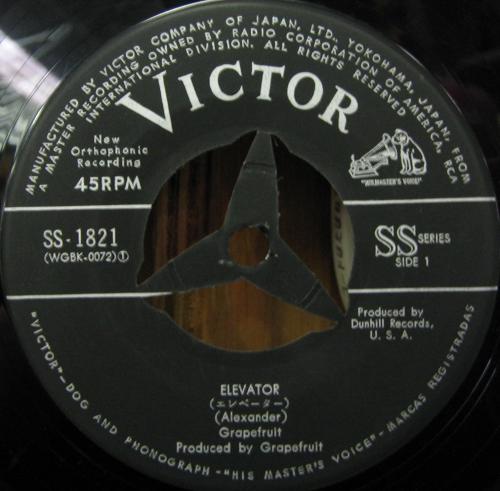 MANUFACTURED BY VICTOR COMPANY OF JAPAN, LTD., YOKOHAMA, JAPAN, FROM
A MASTER RECORDING OWNED BY RADIO CORPORATION OF AMERICA, RCA
INTERNATIONAL DIVISION. ALL RIGHTS RESERVED
VICTOR
New
Orthophonic
Recording
45RPM
"HIS MASTER'S VOICE"
SS-1821
(WGBK-0072)①
SS SERIES
SIDE 1
Produced by
Dunhill Records,
U. S. A.
ELEVATOR
(エレベーター)
(Alexander)
Grapefruit
Produced by Grapefruit
"VICTOR"-DOG AND PHONOGRAPH-"HIS MASTER'S VOICE"-MARCAS REGISTRADAS